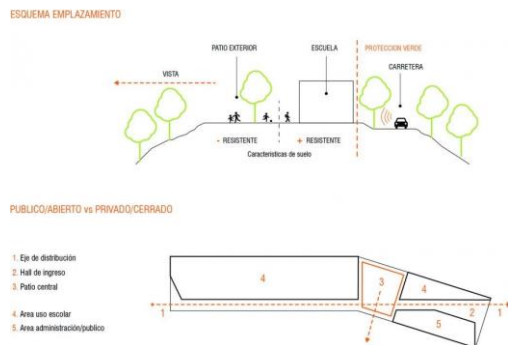 ESQUEMA EMPLAZAMIENTO
PATIO EXTERIOR
ESCUELA
PROTECCION VERDE
VISTA
CARRETERA
- RESISTENTE
+ RESISTENTE
Características de suelo
PUBLICO/ABIERTO vs PRIVADO/CERRADO
1. Eje de distribución
2. Hall de ingreso
3. Patio central
4. Area uso escolar
5. Area administración/publico
4
3
4
1
2
1
5